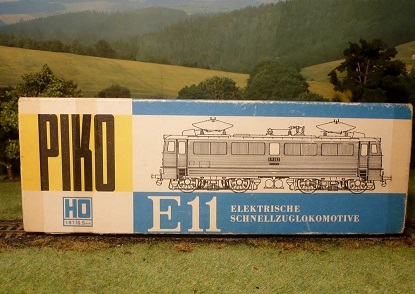 PIKO
HO
E11
ELEKTRISCHE
SCHNELLZUGLOKOMOTIVE